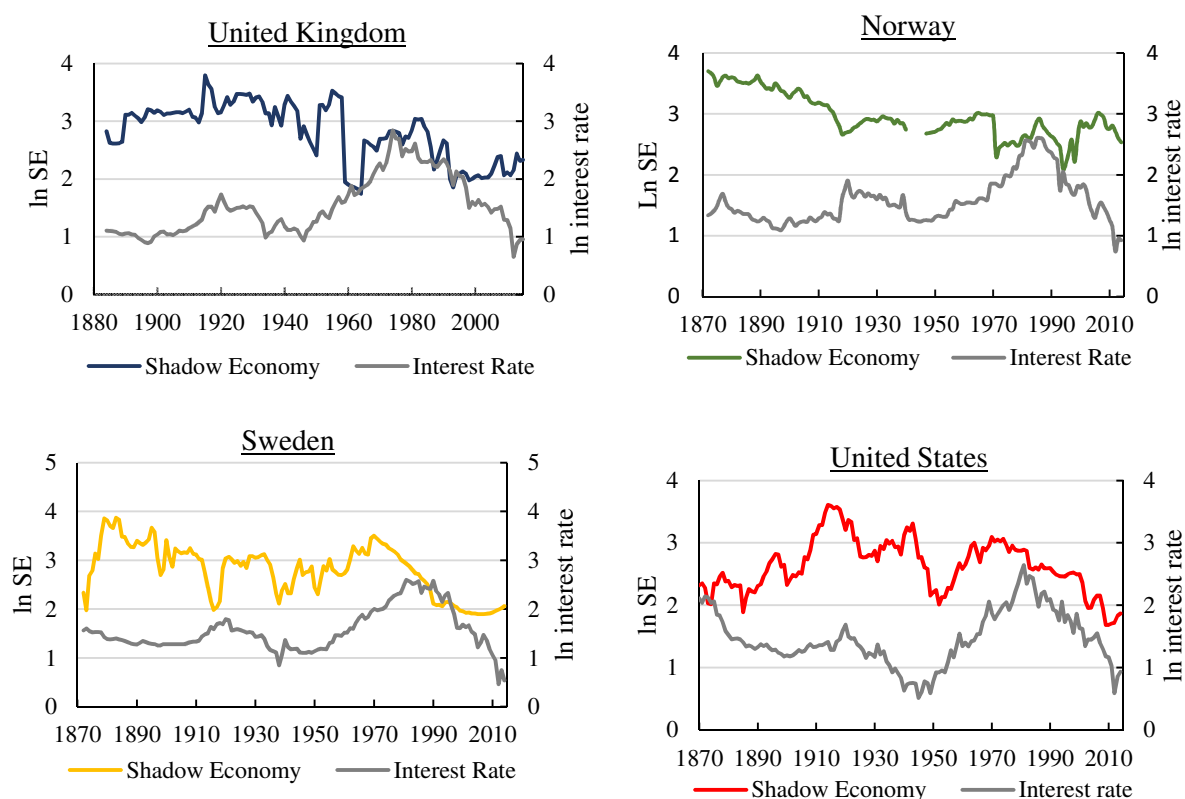 United Kingdom
4
3
2
1
0
ln SE
4
3
2
1
0
ln interest rate
1880 1900 1920 1940 1960 1980 2000
Shadow Economy Interest Rate
Norway
4
3
2
1
0
Ln SE
4
3
2
1
0
ln interest rate
1870 1890 1910 1930 1950 1970 1990 2010
Shadow Economy Interest Rate
Sweden
5
4
3
2
1
0
ln SE
5
4
3
2
1
0
ln interest rate
1870 1890 1910 1930 1950 1970 1990 2010
Shadow Economy Interest Rate
United States
4
3
2
1
0
ln SE
4
3
2
1
0
ln interest rate
1870 1890 1910 1930 1950 1970 1990 2010
Shadow Economy Interest rate